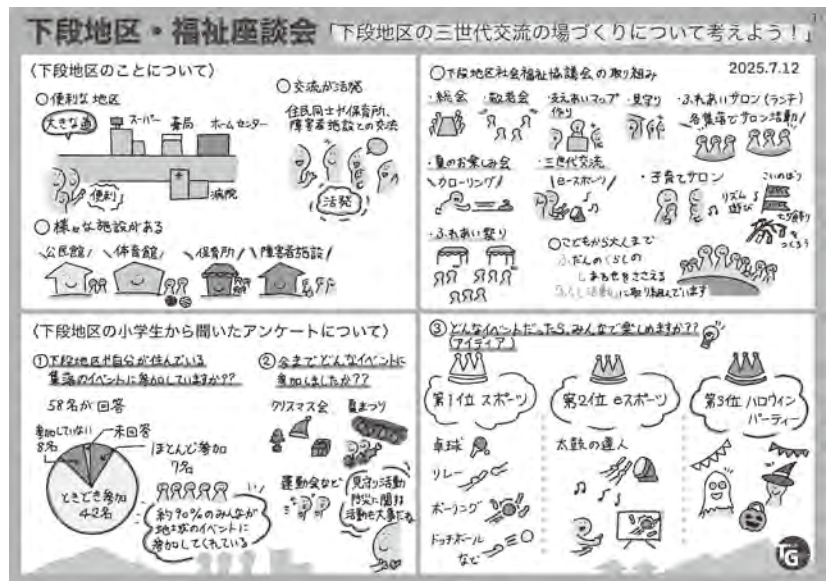 下段地区・福祉座談会「下段地区の三世代交流の場づくりについて考えよう！」
〈下段地区のことについて〉
○便利な地区
大きな道
スーパー
薬局
ホームセンター
便利
病院
○交流が活発
住民同士や保育所、
障害者施設との交流
活発
○様々な施設がある
公民館
体育館
保育所
障害者施設
○下段地区社会福祉協議会の取り組み
2025.7.12
・総会
・敬老会
・支えあいマップ
作り
・見守り
・ふれあいサロン(ランチ)
各集落でサロン活動
・夏のお楽しみ会
カローリング
・三世代交流
eスポーツ
・子育てサロン
リズム
遊び
こいのぼり
七夕飾り
を
つくろう
・ふれあい祭り
○こどもから大人まで
ふだんのくらしの
しあわせをささえる
ふくし活動に取り組んでいます
〈下段地区の小学生から聞いたアンケートについて〉
①下段地区や自分が住んでいる
集落のイベントに参加していますか??
58名が回答
参加していない
8名
未回答
ほとんど参加
7名
ときどき参加
42名
約90%のみんなが
地域のイベントに
参加してくれている
②今までどんなイベントに
参加しましたか??
クリスマス会
夏まつり
運動会など
見守り活動
防災に関する
活動も大事だね
③どんなイベントだったら、みんなで楽しめますか??
(アイディア)
第1位 スポーツ
卓球
リレー
ボーリング
ドッチボール
など
第2位 eスポーツ
太鼓の達人
第3位 ハロウィン
パーティー
TG